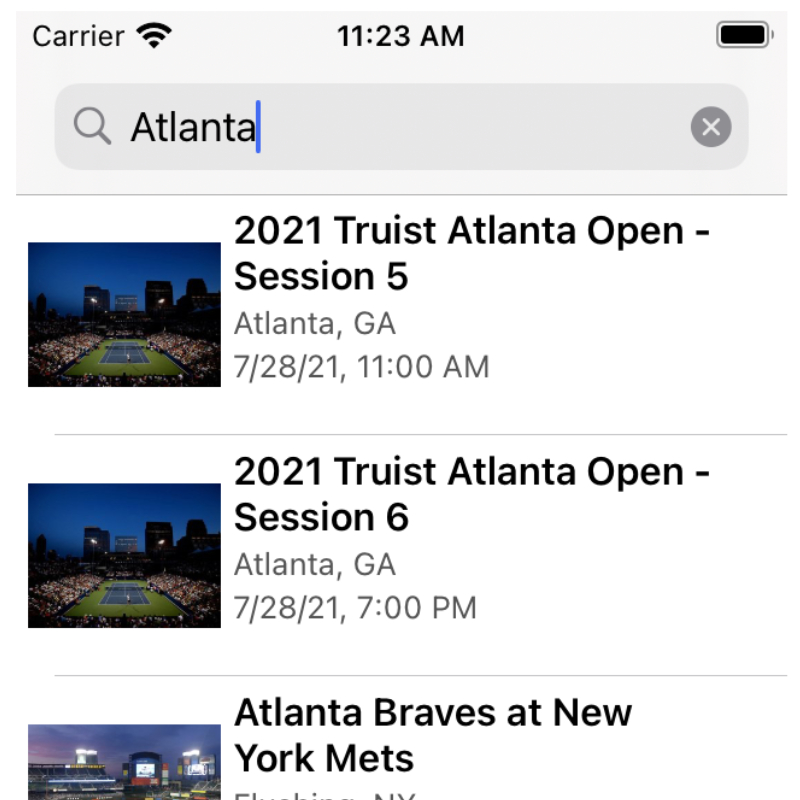 Carrier 11:23 AM
Atlanta
2021 Truist Atlanta Open -
Session 5
Atlanta, GA
7/28/21, 11:00 AM
2021 Truist Atlanta Open -
Session 6
Atlanta, GA
7/28/21, 7:00 PM
Atlanta Braves at New
York Mets
Flushing, NY